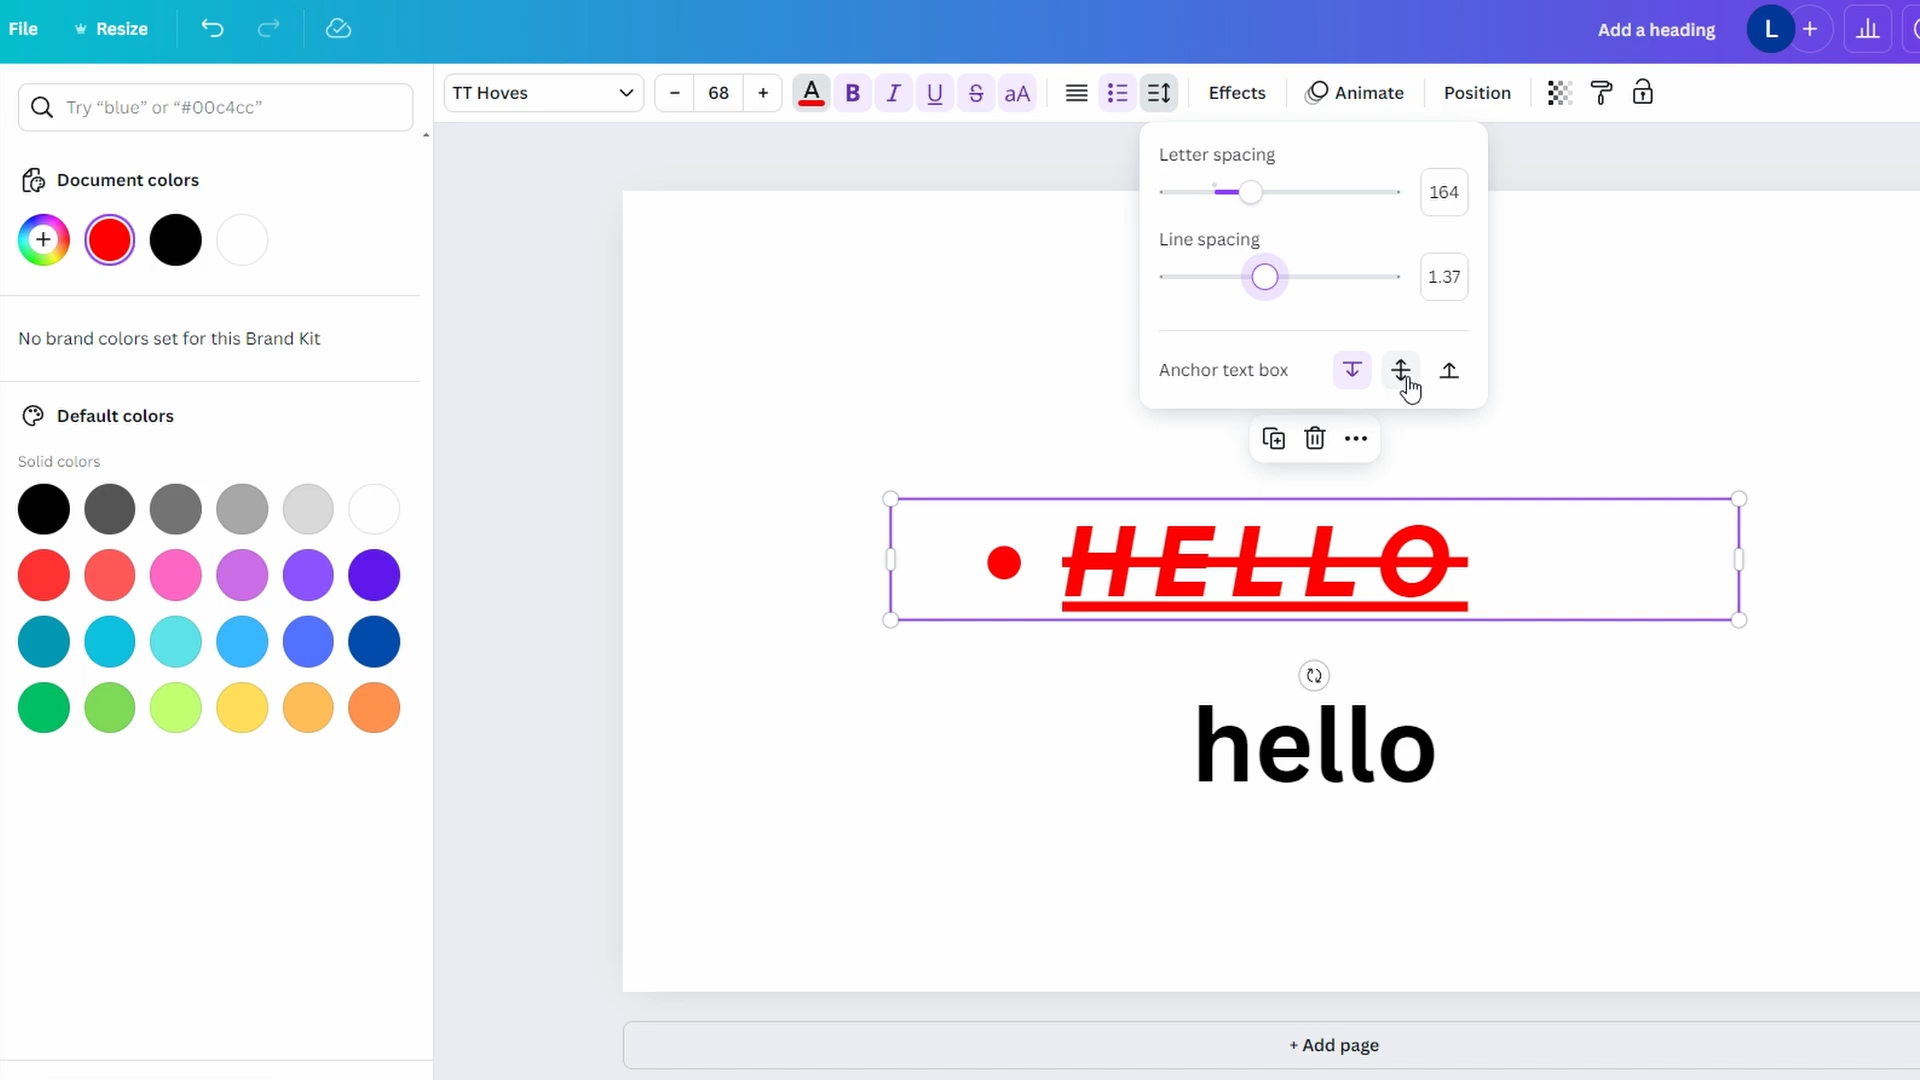 File Resize Add a heading L
Try “blue” or “#00c4cc”
TT Hoves 68 A B I U S aA Effects Animate Position
Document colors
No brand colors set for this Brand Kit
Default colors
Solid colors
Letter spacing
164
Line spacing
1.37
Anchor text box
• HELLO
hello
+ Add page